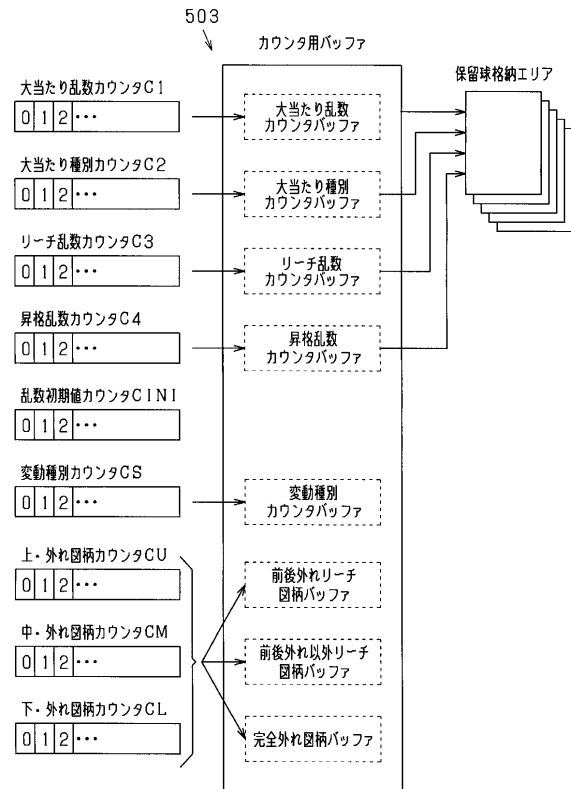 503
カウンタ用バッファ
保留球格納エリア
大当たり乱数カウンタC1
0 1 2 ・・・
大当たり乱数
カウンタバッファ
大当たり種別カウンタC2
0 1 2 ・・・
大当たり種別
カウンタバッファ
リーチ乱数カウンタC3
0 1 2 ・・・
リーチ乱数
カウンタバッファ
昇格乱数カウンタC4
0 1 2 ・・・
昇格乱数
カウンタバッファ
乱数初期値カウンタCINI
0 1 2 ・・・
変動種別カウンタCS
0 1 2 ・・・
変動種別
カウンタバッファ
上・外れ図柄カウンタCU
0 1 2 ・・・
前後外れリーチ
図柄バッファ
中・外れ図柄カウンタCM
0 1 2 ・・・
前後外れ以外リーチ
図柄バッファ
下・外れ図柄カウンタCL
0 1 2 ・・・
完全外れ図柄バッファ